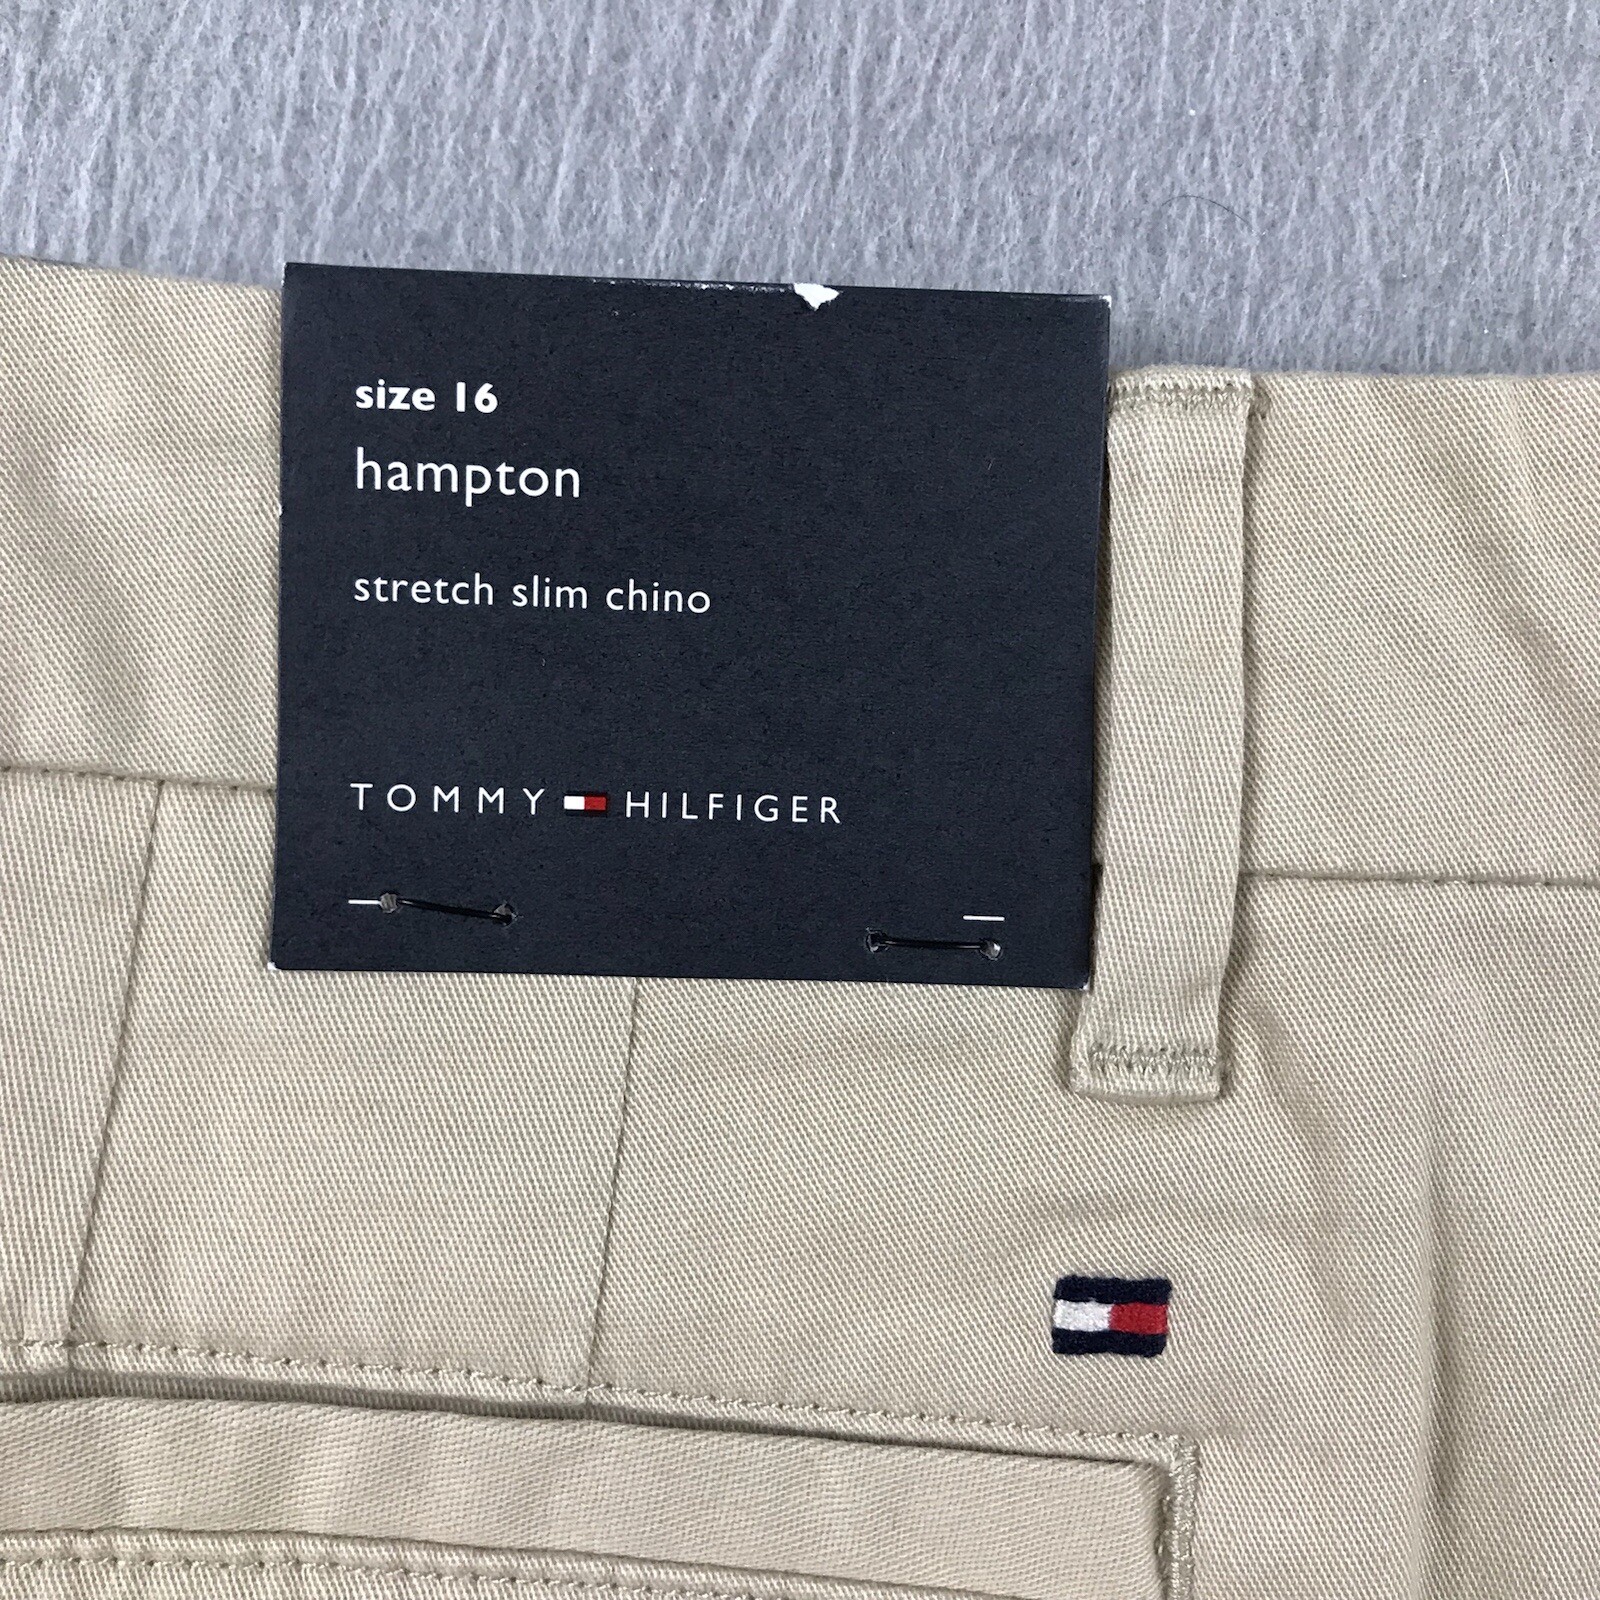 size 16
hampton
stretch slim chino
TOMMY HILFIGER